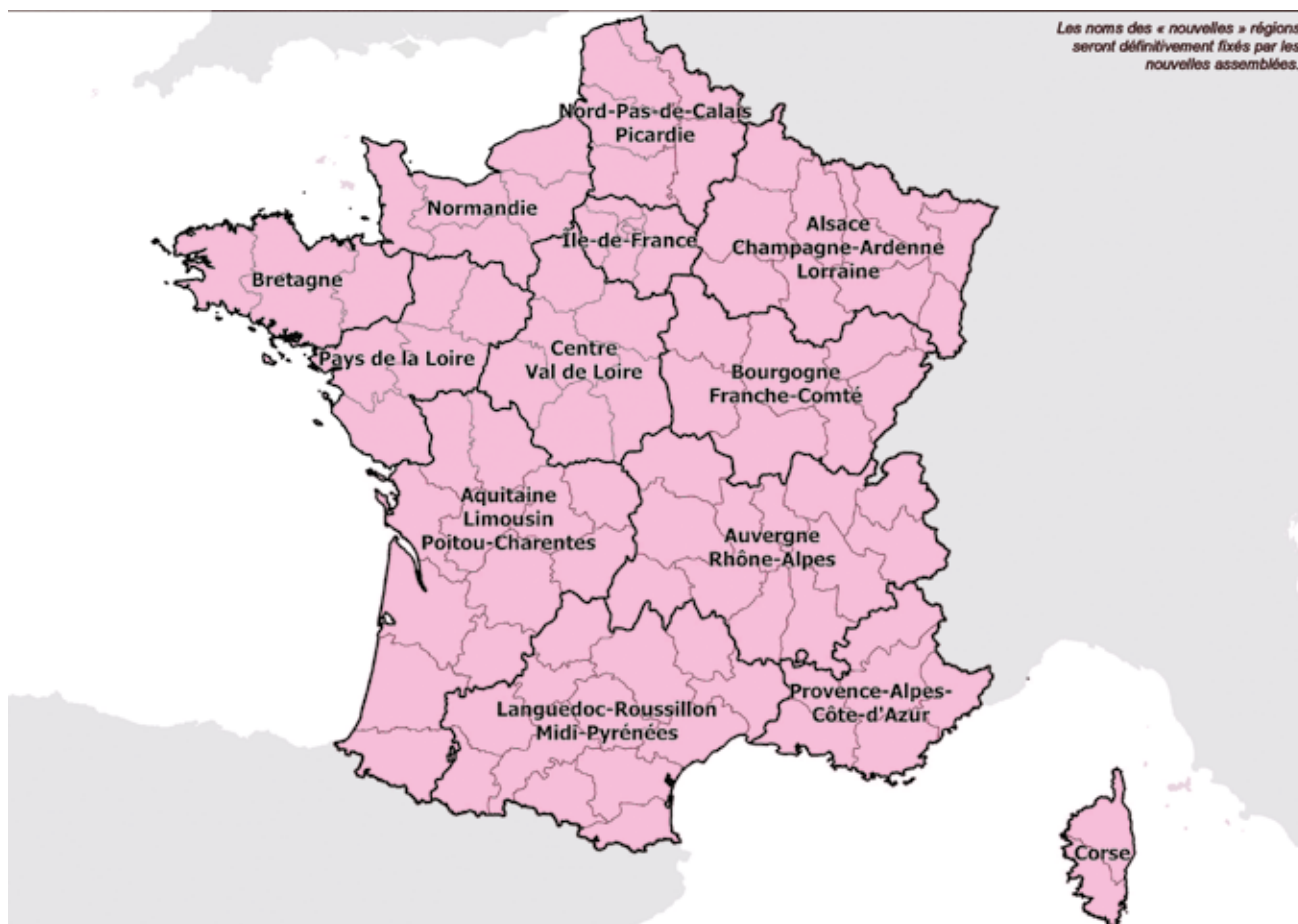 Les noms des « nouvelles » régions
seront définitivement fixés par les
nouvelles assemblées.
Nord-Pas-de-Calais
Picardie
Normandie
Île-de-France
Alsace
Champagne-Ardenne
Lorraine
Bretagne
Pays de la Loire
Centre
Val de Loire
Bourgogne
Franche-Comté
Aquitaine
Limousin
Poitou-Charentes
Auvergne
Rhône-Alpes
Languedoc-Roussillon
Midi-Pyrénées
Provence-Alpes-
Côte-d'Azur
Corse